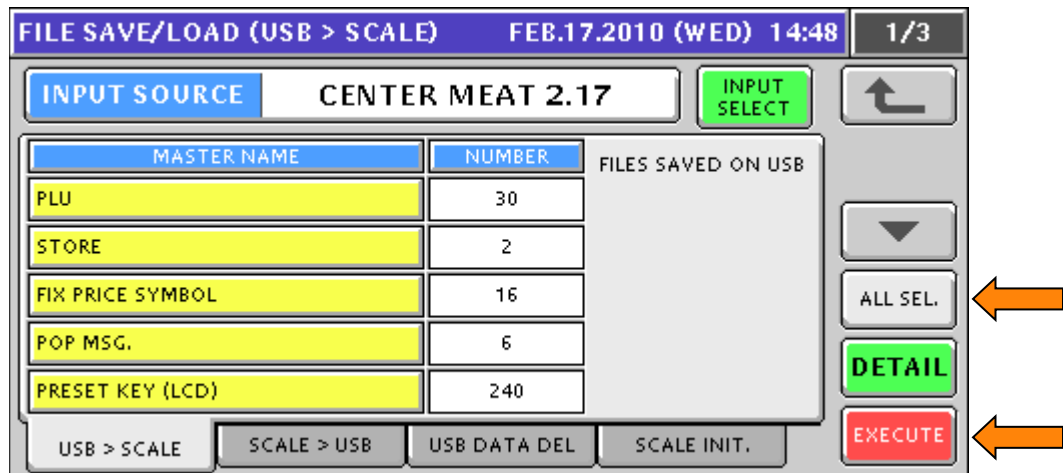 FILE SAVE/LOAD (USB > SCALE) FEB.17.2010 (WED) 14:48 1/3
INPUT SOURCE CENTER MEAT 2.17 INPUT SELECT
MASTER NAME NUMBER FILES SAVED ON USB
PLU 30
STORE 2
FIX PRICE SYMBOL 16
ALL SEL.
POP MSG. 6
DETAIL
PRESET KEY (LCD) 240
EXECUTE
USB > SCALE SCALE > USB USB DATA DEL SCALE INIT.